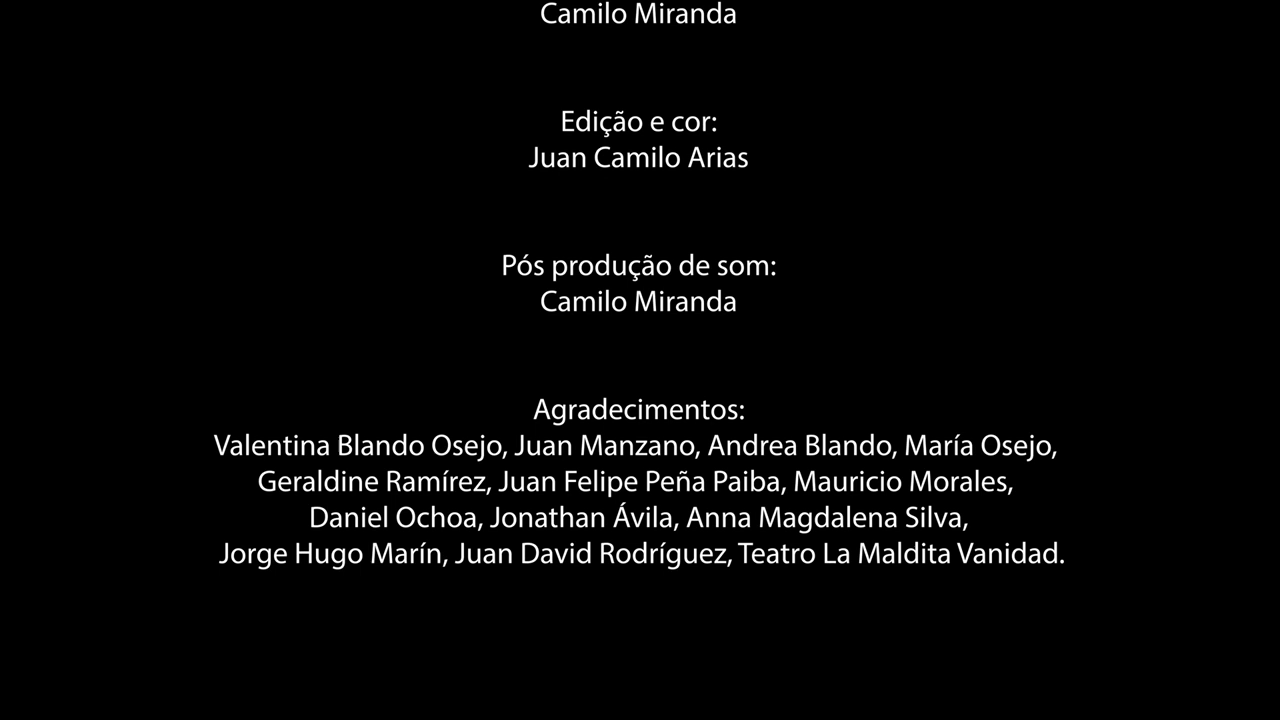 Camilo Miranda
Edição e cor:
Juan Camilo Arias
Pós produção de som:
Camilo Miranda
Agradecimentos:
Valentina Blando Osejo, Juan Manzano, Andrea Blando, María Osejo,
Geraldine Ramírez, Juan Felipe Peña Paiba, Mauricio Morales,
Daniel Ochoa, Jonathan Ávila, Anna Magdalena Silva,
Jorge Hugo Marín, Juan David Rodríguez, Teatro La Maldita Vanidad.